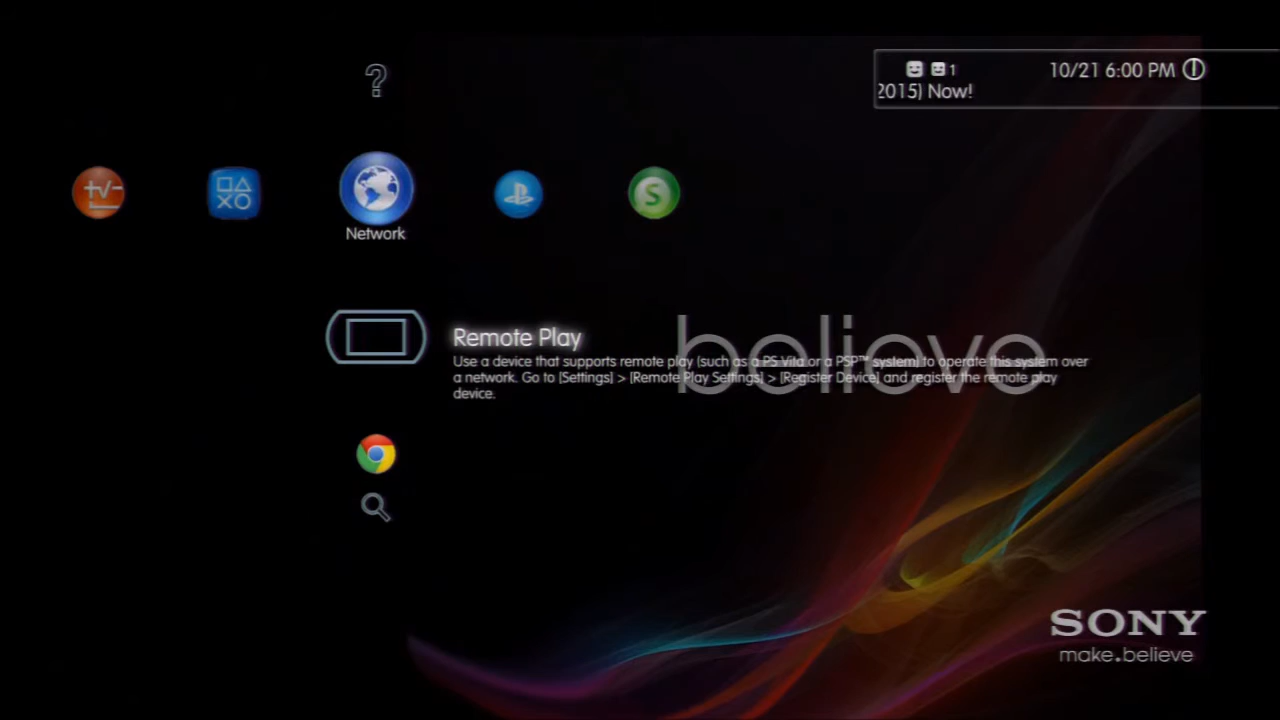 1
10/21 6:00 PM
2015) Now!
Network
believe
Remote Play
Use a device that supports remote play (such as a PS Vita or a PSP™ system) to operate this system over
a network. Go to [Settings] > [Remote Play Settings] > [Register Device] and register the remote play
device.
SONY
make.believe